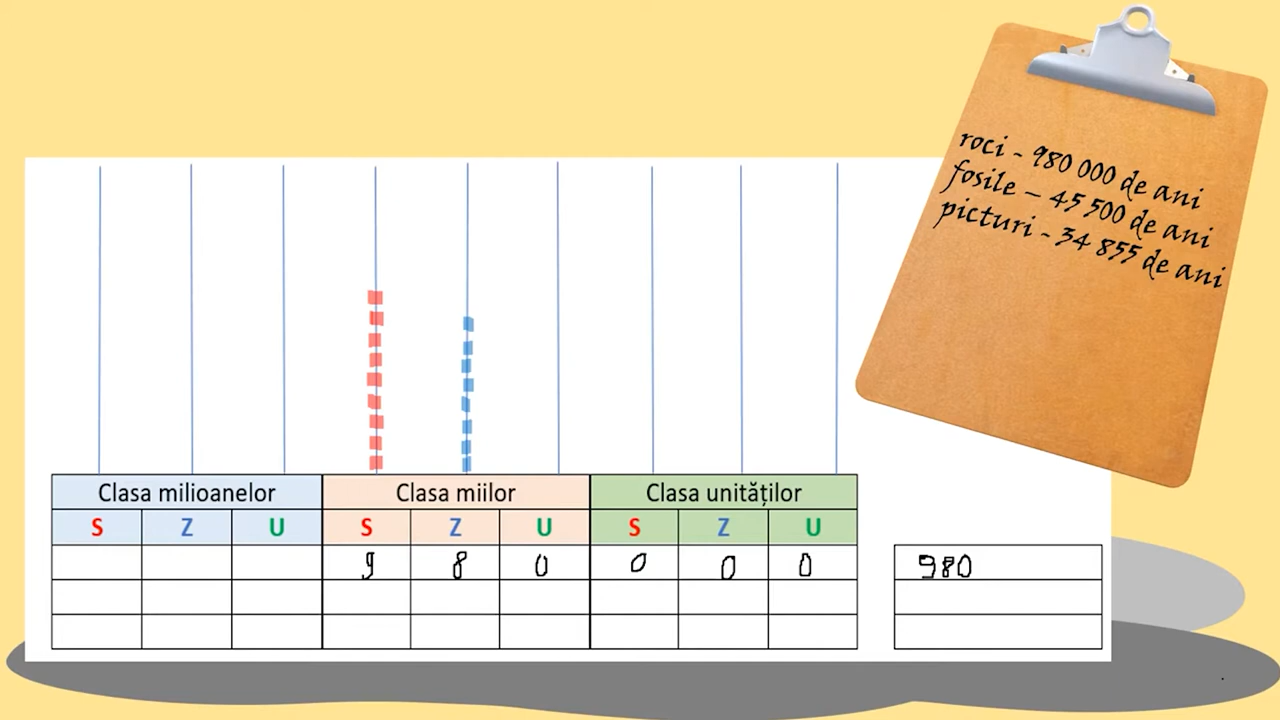 roci - 980 000 de ani
fosile – 45 500 de ani
picturi - 34 855 de ani
Clasa milioanelor Clasa miilor Clasa unităților
S Z U S Z U S Z U
9 8 0 0 0 0 980